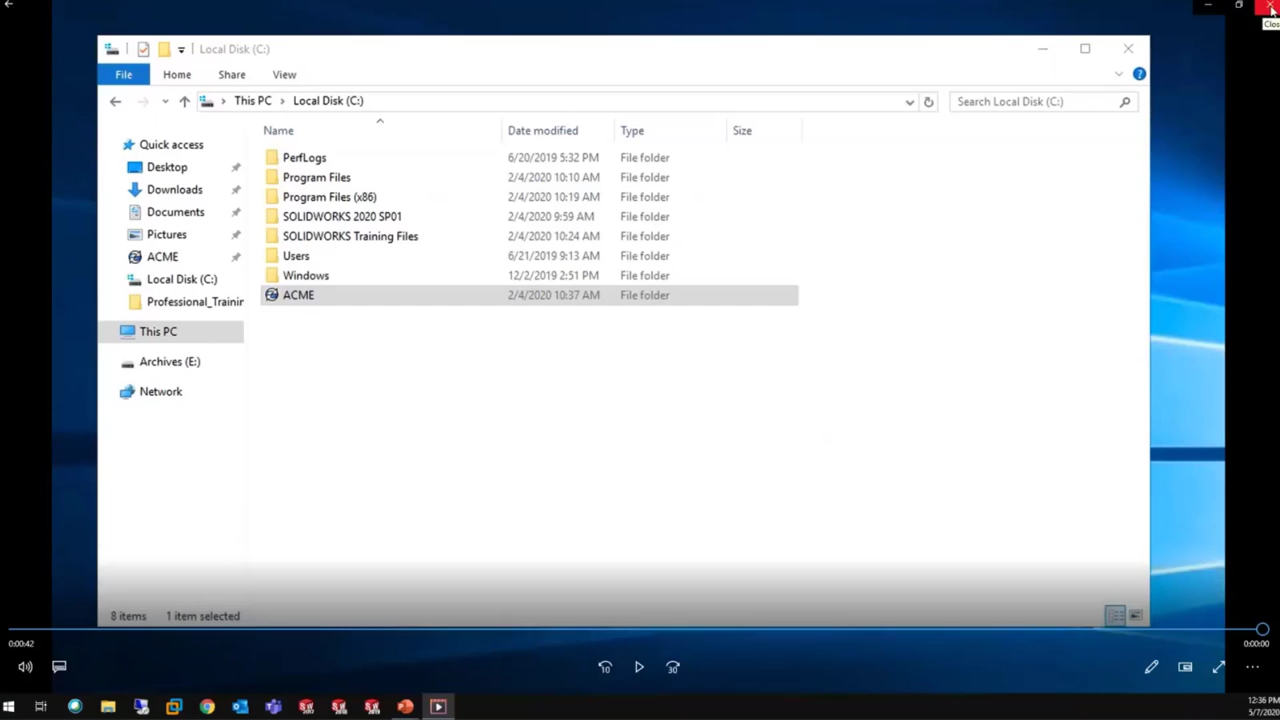 Clos
Local Disk (C:)
File Home Share View
This PC Local Disk (C:) Search Local Disk (C:)
Name Date modified Type Size
Quick access
Desktop
Downloads
Documents
Pictures
ACME
Local Disk (C:)
Professional_Trainin
This PC
Archives (E:)
Network
PerfLogs 6/20/2019 5:32 PM File folder
Program Files 2/4/2020 10:10 AM File folder
Program Files (x86) 2/4/2020 10:19 AM File folder
SOLIDWORKS 2020 SP01 2/4/2020 9:59 AM File folder
SOLIDWORKS Training Files 2/4/2020 10:24 AM File folder
Users 6/21/2019 9:13 AM File folder
Windows 12/2/2019 2:51 PM File folder
ACME 2/4/2020 10:37 AM File folder
8 items 1 item selected
0:00:42 0:00:00
10 30
12:36 PM
5/7/2020